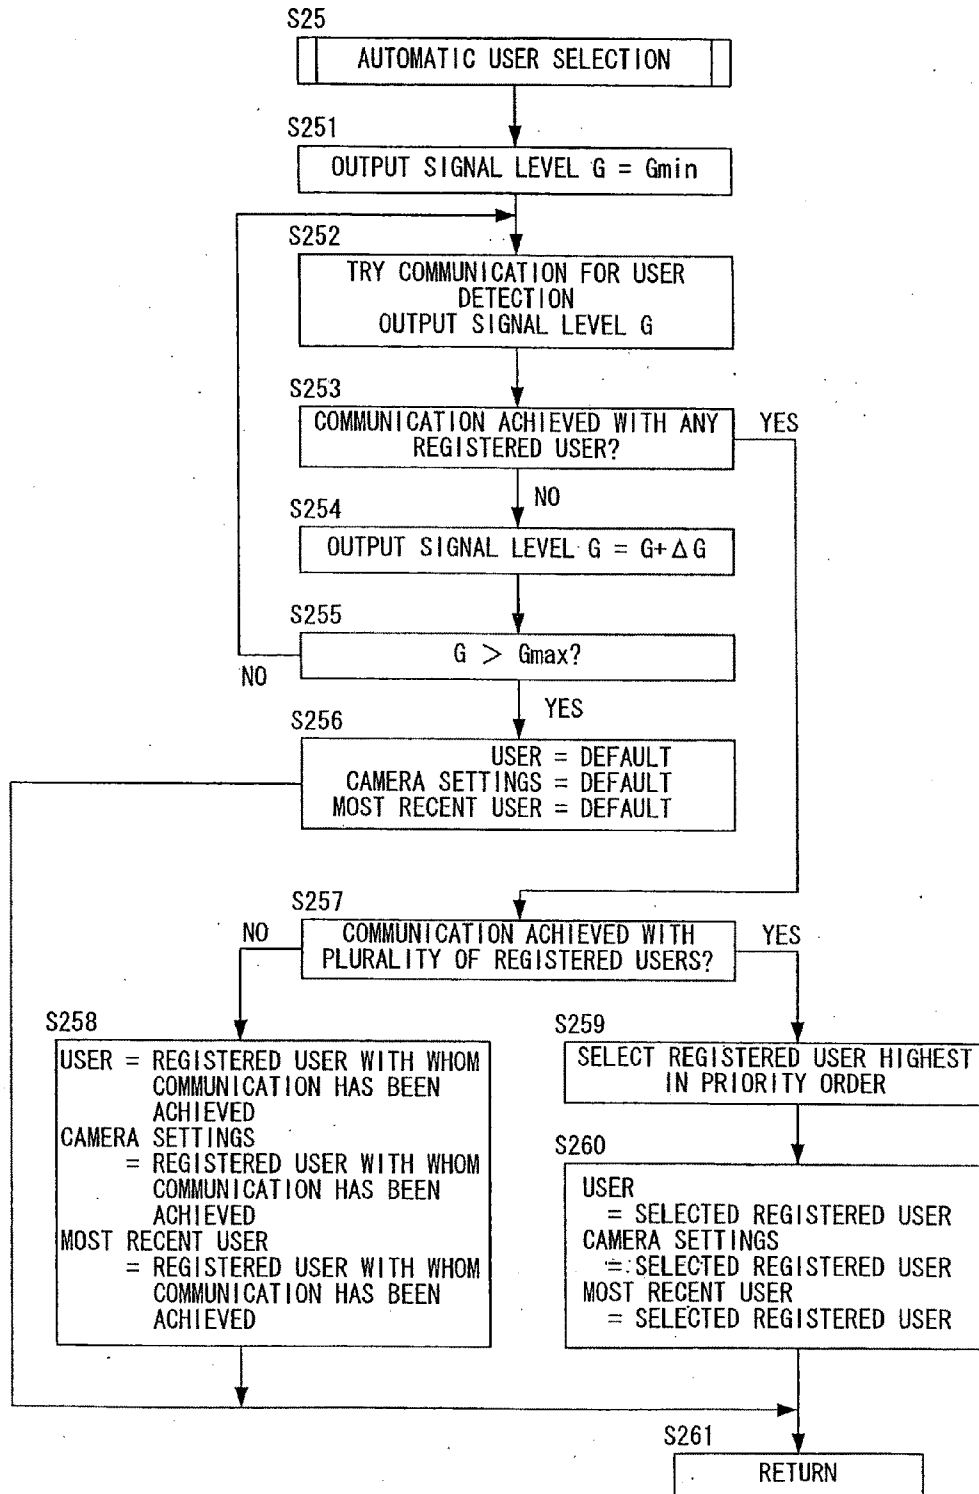 S25
AUTOMATIC USER SELECTION
S251
OUTPUT SIGNAL LEVEL G = Gmin
S252
TRY COMMUNICATION FOR USER
DETECTION
OUTPUT SIGNAL LEVEL G
S253
COMMUNICATION ACHIEVED WITH ANY
REGISTERED USER?
YES
NO
S254
OUTPUT SIGNAL LEVEL G = G+ΔG
S255
G > Gmax?
NO
YES
S256
USER = DEFAULT
CAMERA SETTINGS = DEFAULT
MOST RECENT USER = DEFAULT
S257
COMMUNICATION ACHIEVED WITH
PLURALITY OF REGISTERED USERS?
NO
YES
S258
USER = REGISTERED USER WITH WHOM
COMMUNICATION HAS BEEN
ACHIEVED
CAMERA SETTINGS
= REGISTERED USER WITH WHOM
COMMUNICATION HAS BEEN
ACHIEVED
MOST RECENT USER
= REGISTERED USER WITH WHOM
COMMUNICATION HAS BEEN
ACHIEVED
S259
SELECT REGISTERED USER HIGHEST
IN PRIORITY ORDER
S260
USER
= SELECTED REGISTERED USER
CAMERA SETTINGS
= SELECTED REGISTERED USER
MOST RECENT USER
= SELECTED REGISTERED USER
S261
RETURN